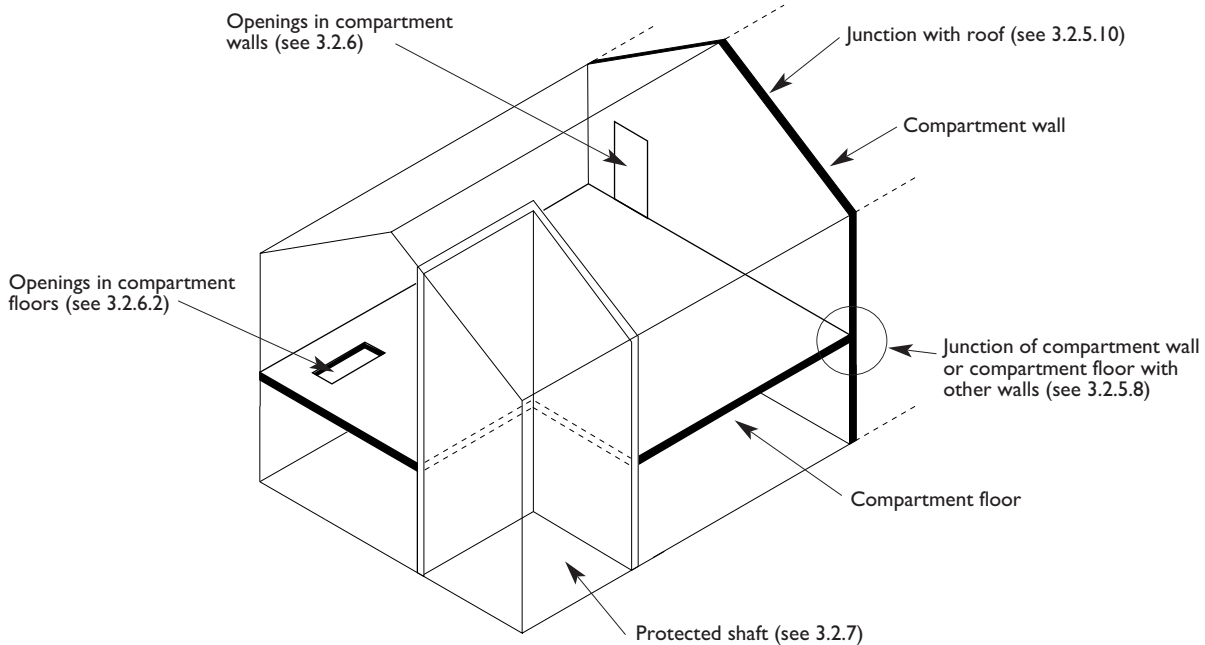 Openings in compartment
walls (see 3.2.6)
Junction with roof (see 3.2.5.10)
Compartment wall
Openings in compartment
floors (see 3.2.6.2)
Junction of compartment wall
or compartment floor with
other walls (see 3.2.5.8)
Compartment floor
Protected shaft (see 3.2.7)